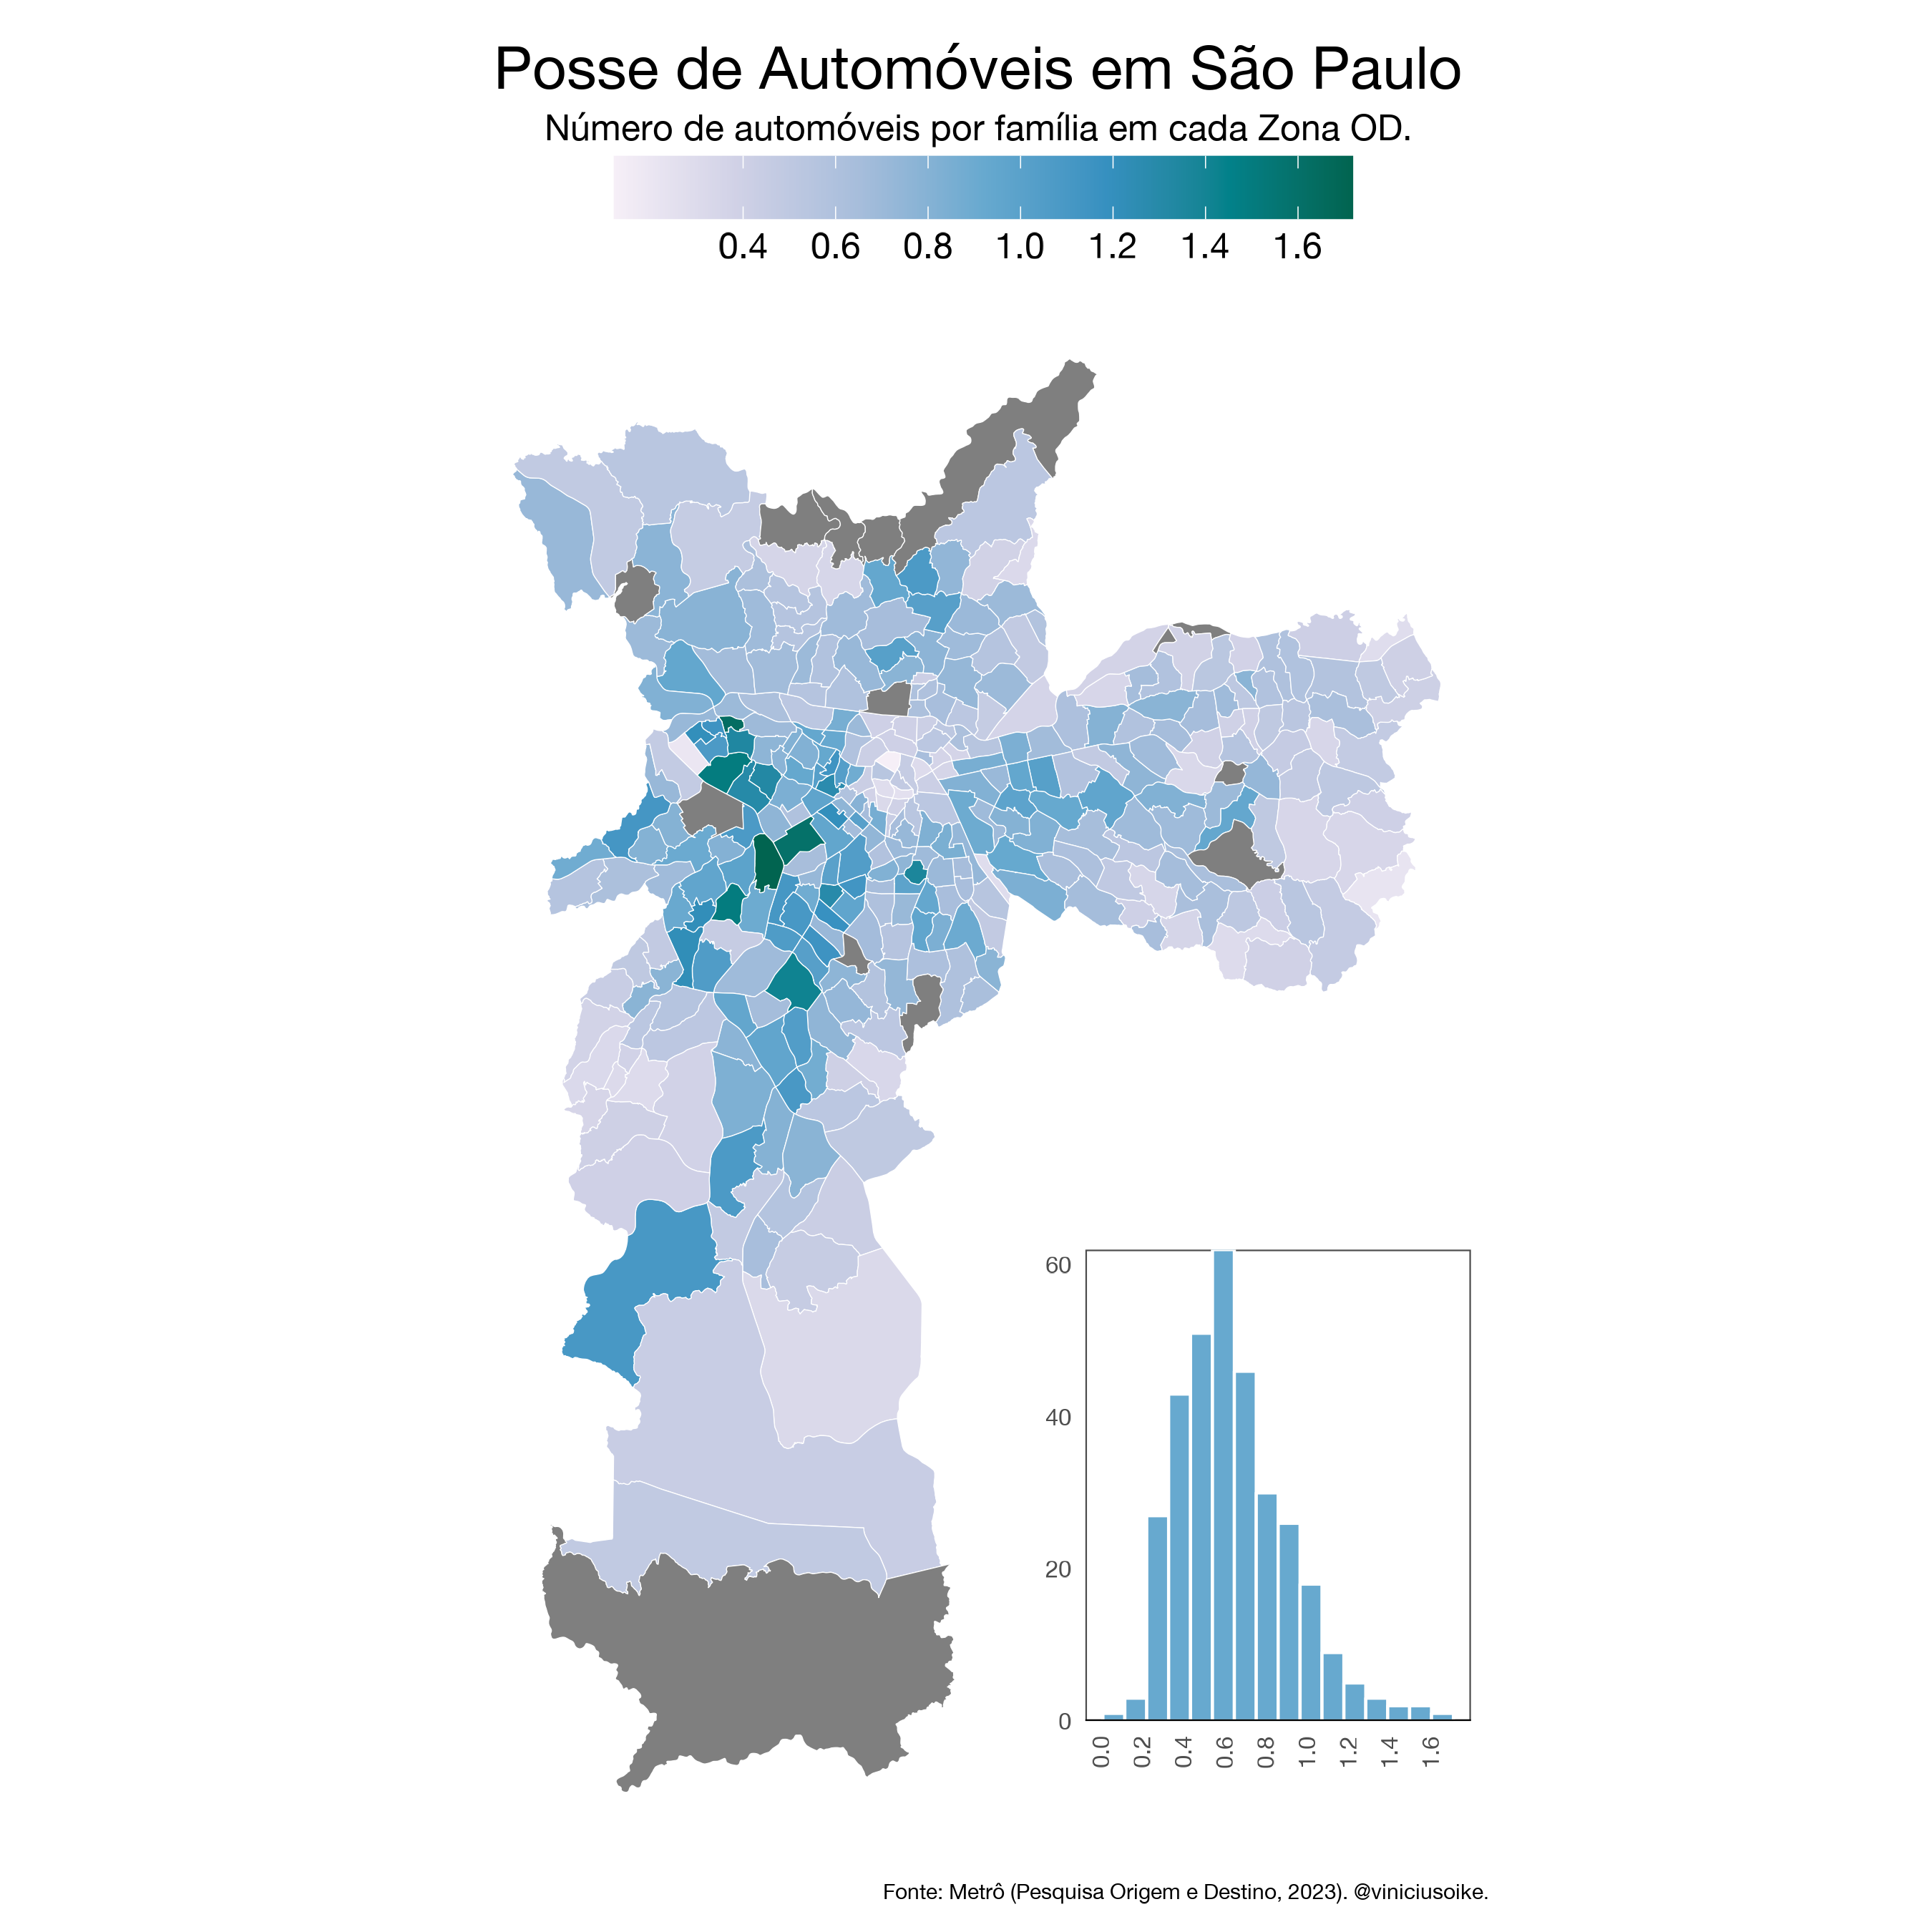 Posse de Automóveis em São Paulo
Número de automóveis por família em cada Zona OD.
0.4 0.6 0.8 1.0 1.2 1.4 1.6
60
40
20
0
0.0 0.2 0.4 0.6 0.8 1.0 1.2 1.4 1.6
Fonte: Metrô (Pesquisa Origem e Destino, 2023). @viniciusoike.